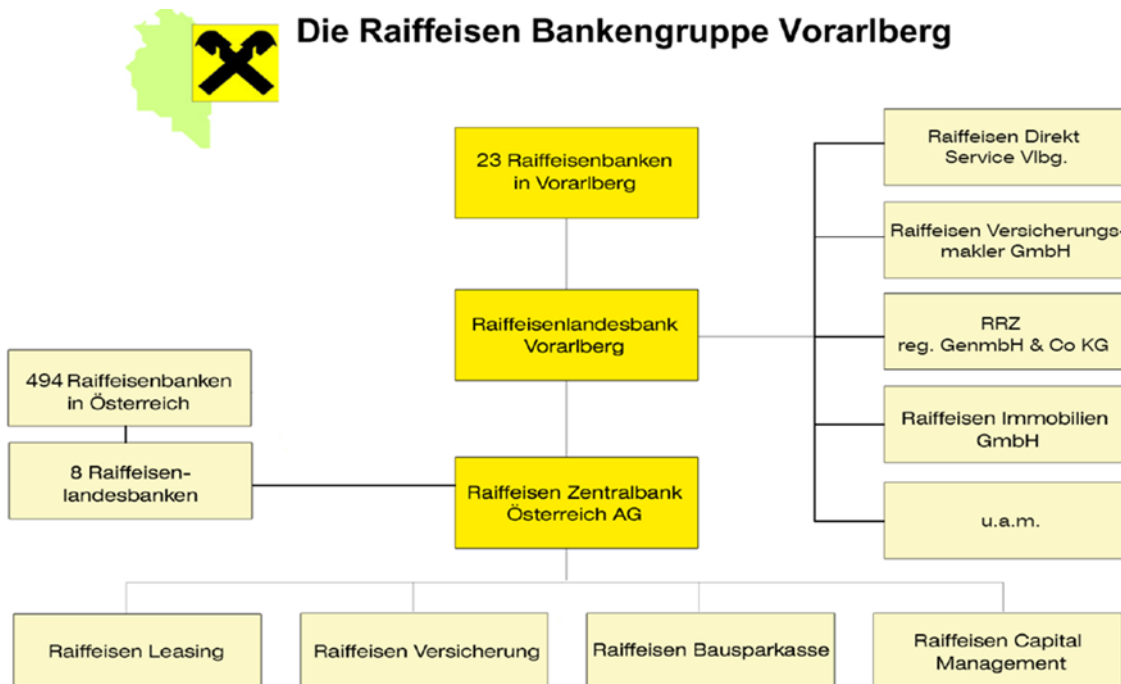 Die Raiffeisen Bankengruppe Vorarlberg
23 Raiffeisenbanken
in Vorarlberg
Raiffeisenlandesbank
Vorarlberg
Raiffeisen Zentralbank
Österreich AG
494 Raiffeisenbanken
in Österreich
8 Raiffeisen-
landesbanken
Raiffeisen Direkt
Service Vlbg.
Raiffeisen Versicherungs-
makler GmbH
RRZ
reg. GenmbH & Co KG
Raiffeisen Immobilien
GmbH
u.a.m.
Raiffeisen Leasing
Raiffeisen Versicherung
Raiffeisen Bausparkasse
Raiffeisen Capital
Management